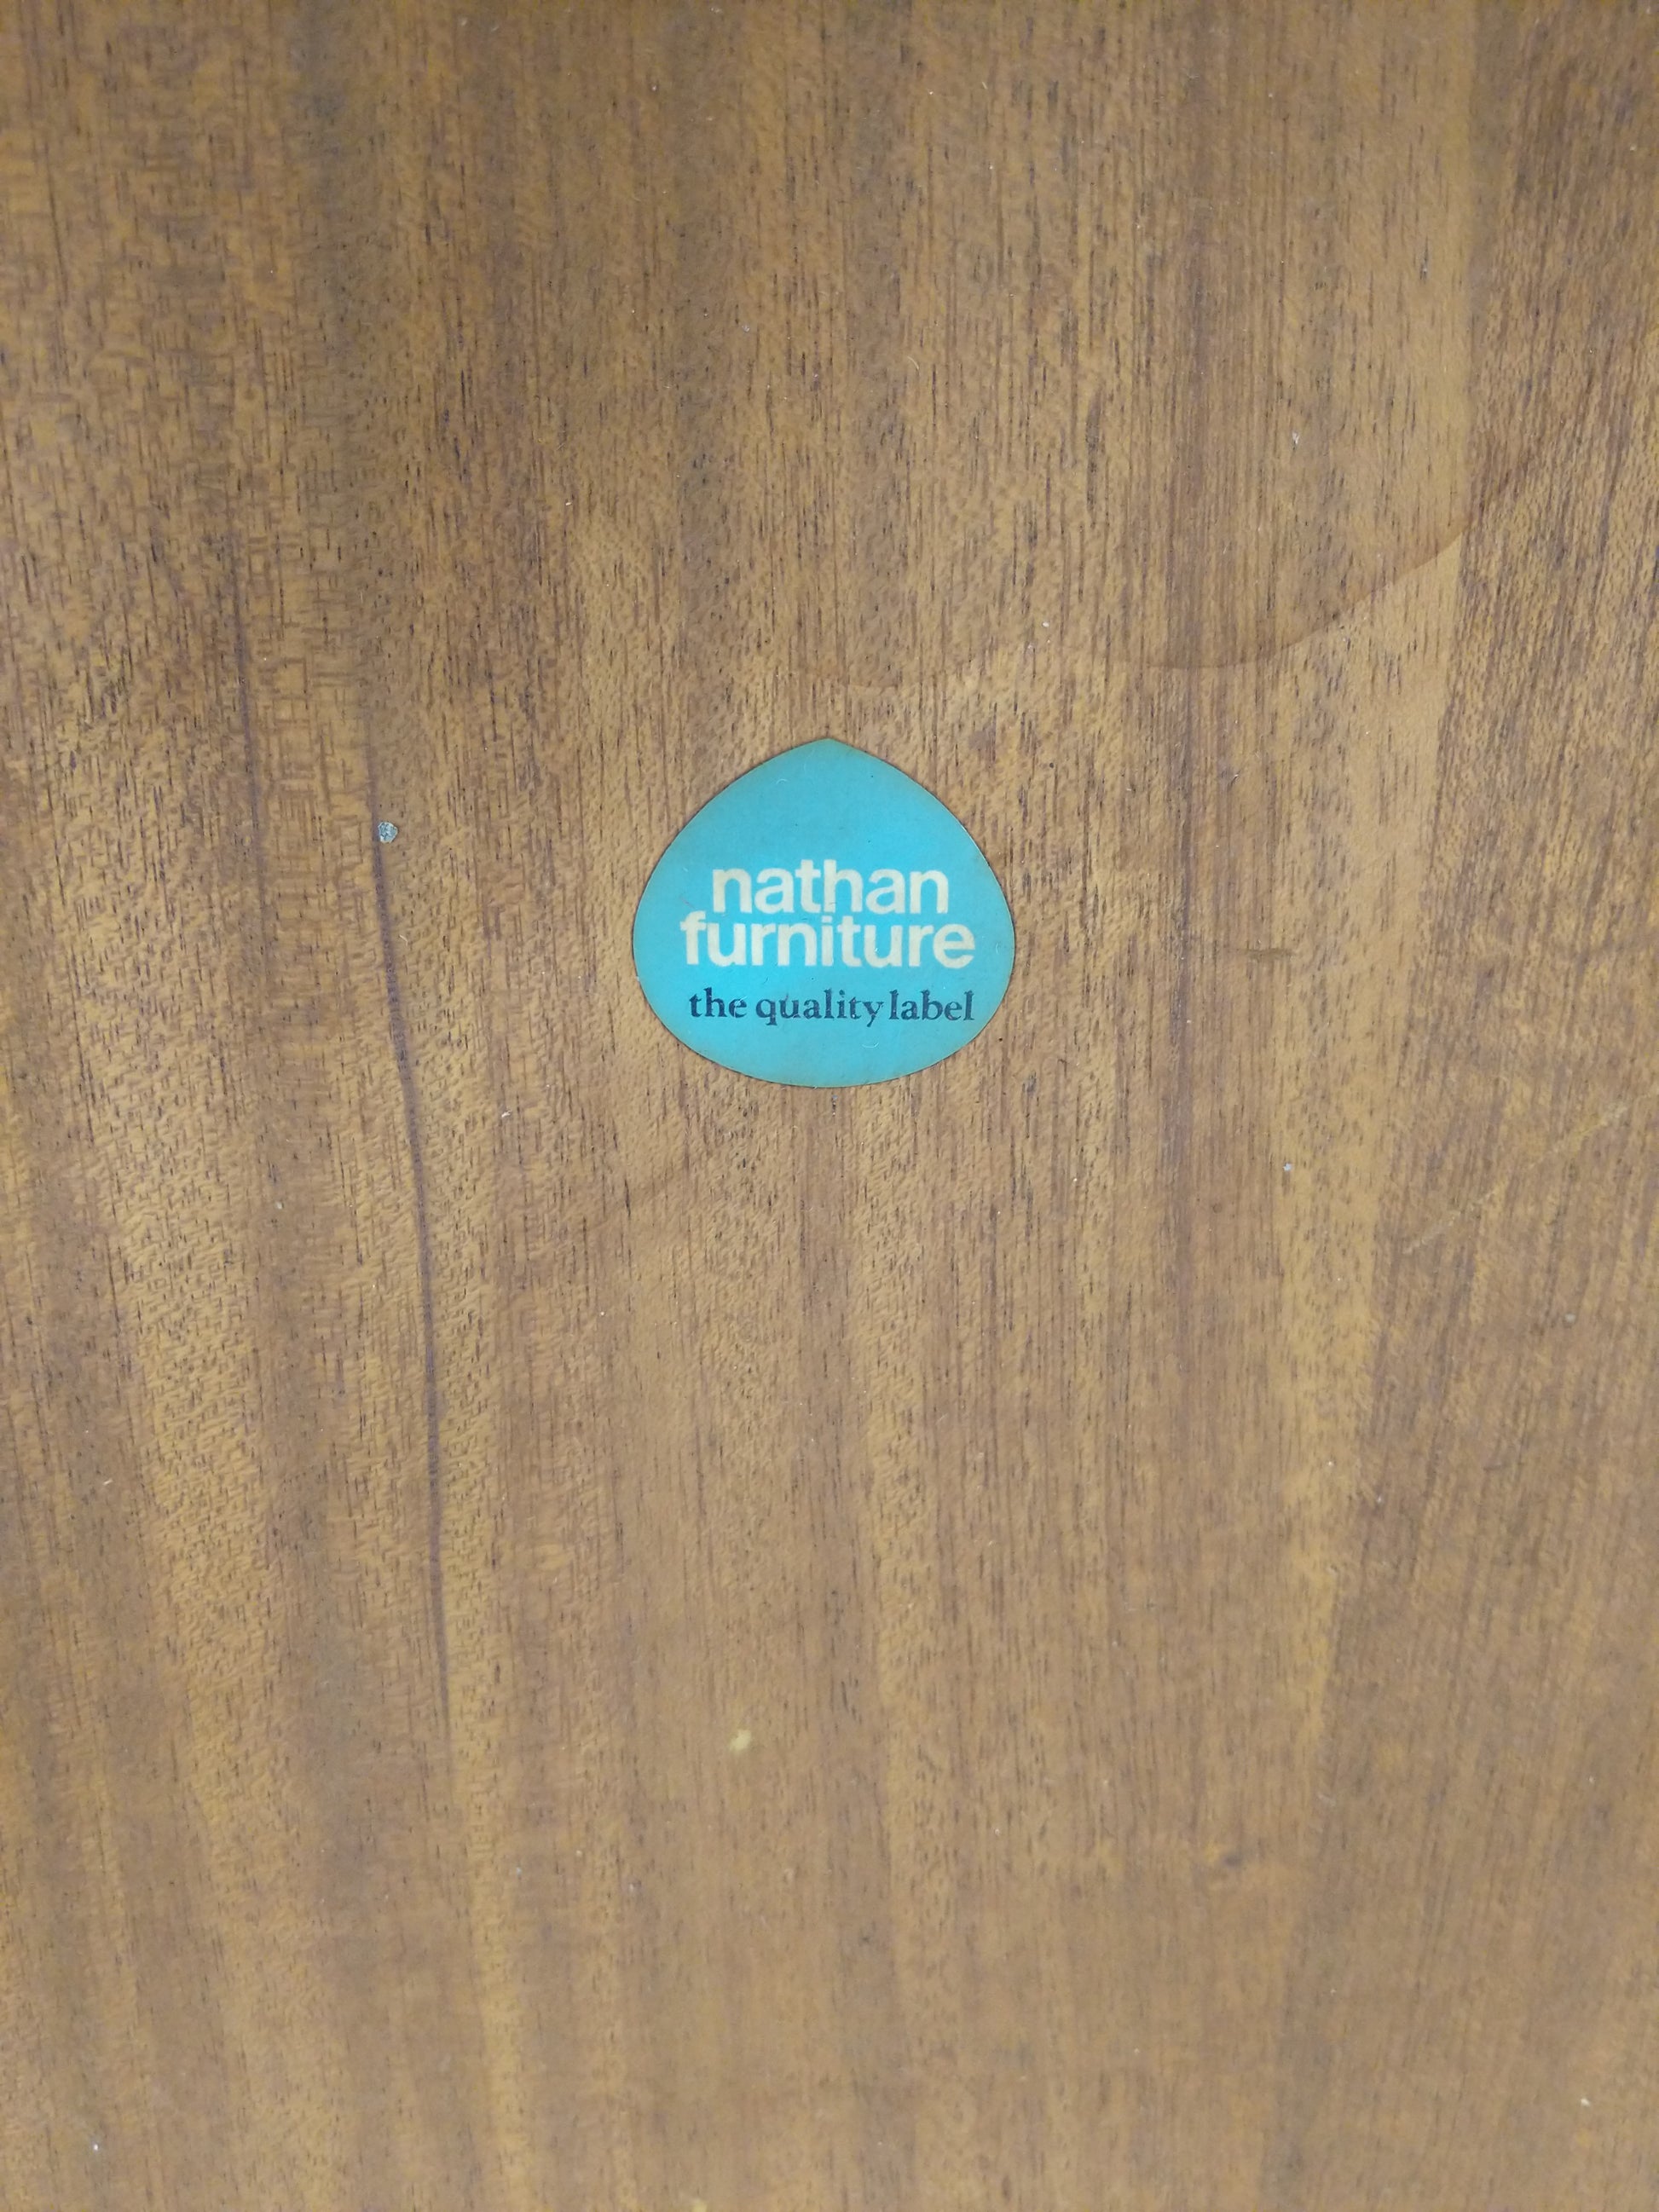 nathan
furniture
the quality label